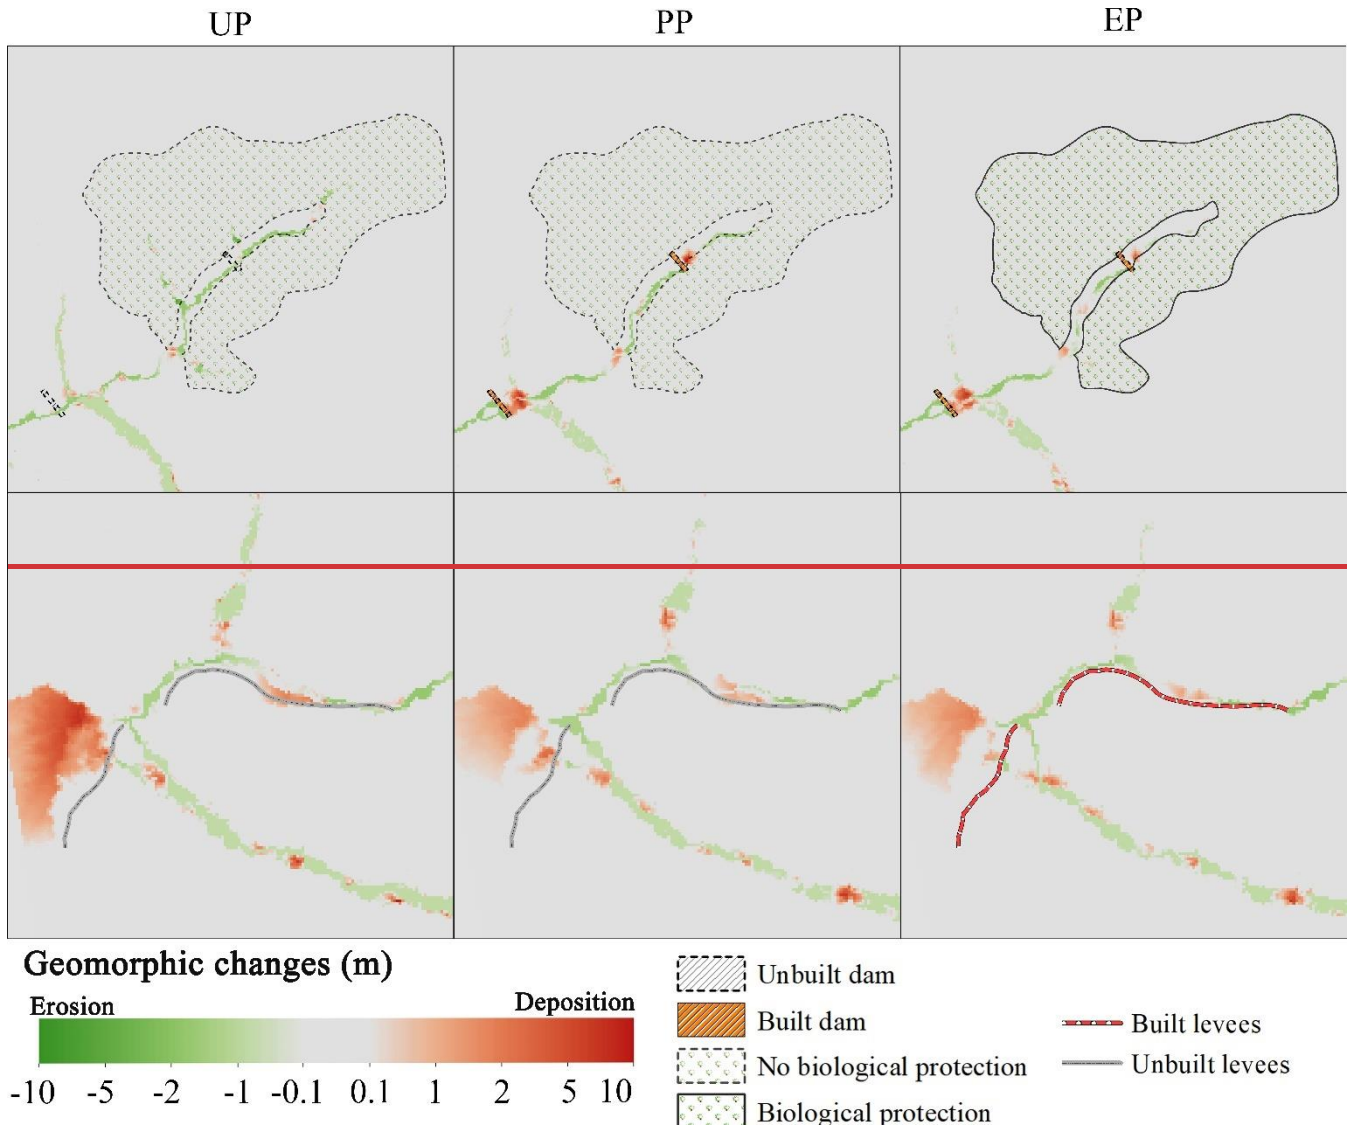 UP PP EP
Geomorphic changes (m)
Erosion Deposition
-10 -5 -2 -1 -0.1 0.1 1 2 5 10
Unbuilt dam
Built dam
No biological protection
Biological protection
Built levees
Unbuilt levees